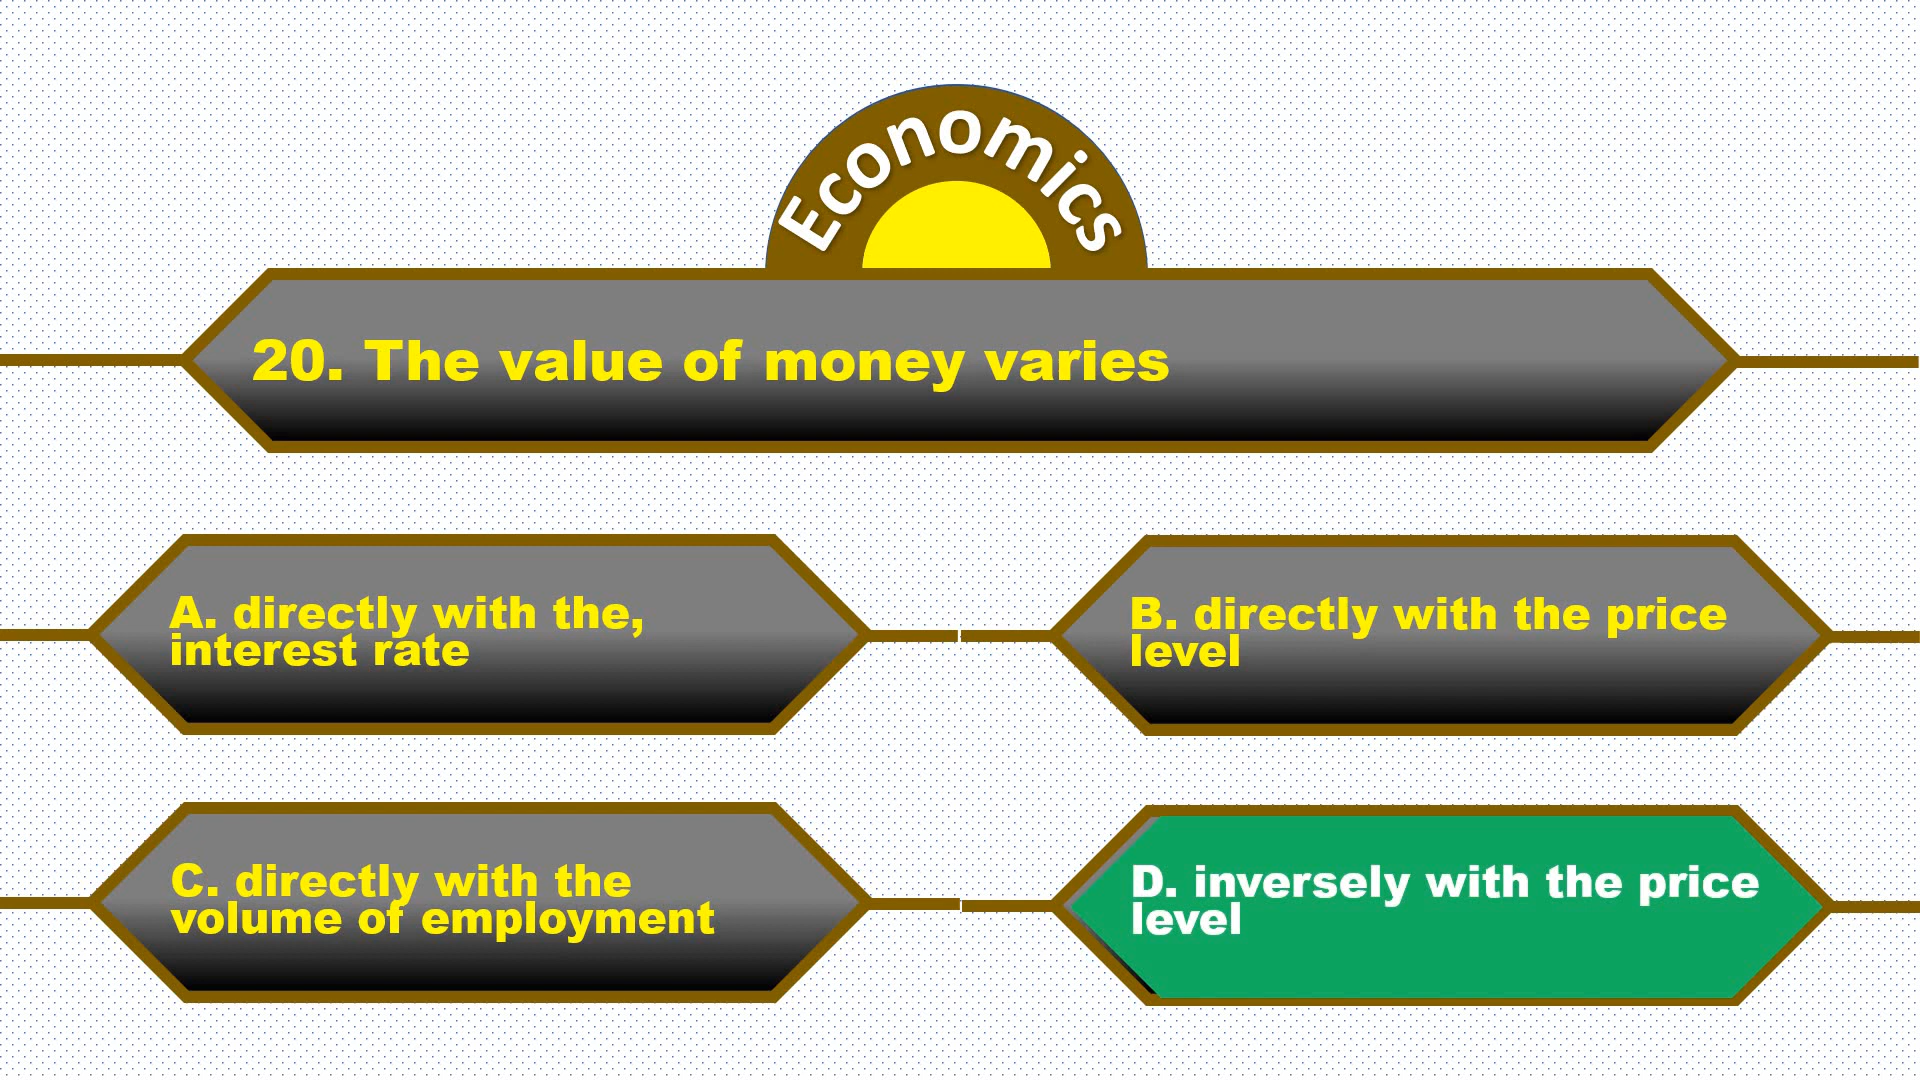 Economics
20. The value of money varies
A. directly with the,
interest rate
B. directly with the price
level
C. directly with the
volume of employment
D. inversely with the price
level